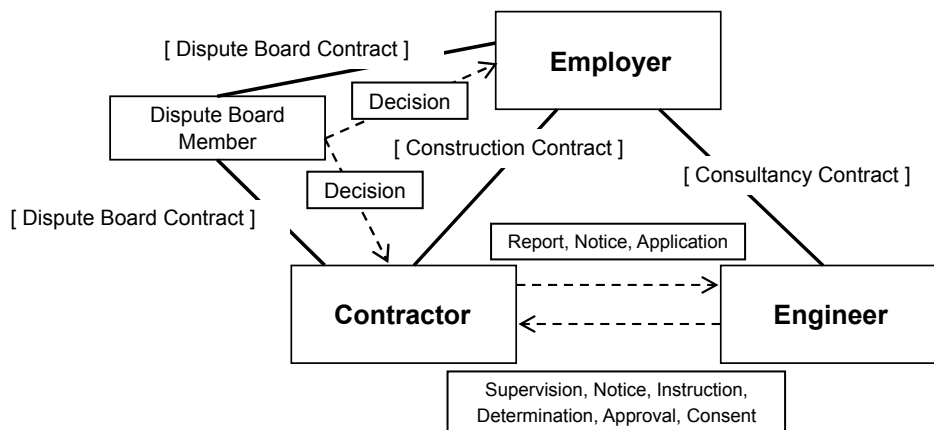 [ Dispute Board Contract ]
Employer
Decision
Dispute Board
Member
[ Construction Contract ]
[ Consultancy Contract ]
Decision
[ Dispute Board Contract ]
Report, Notice, Application
Contractor
Engineer
Supervision, Notice, Instruction,
Determination, Approval, Consent